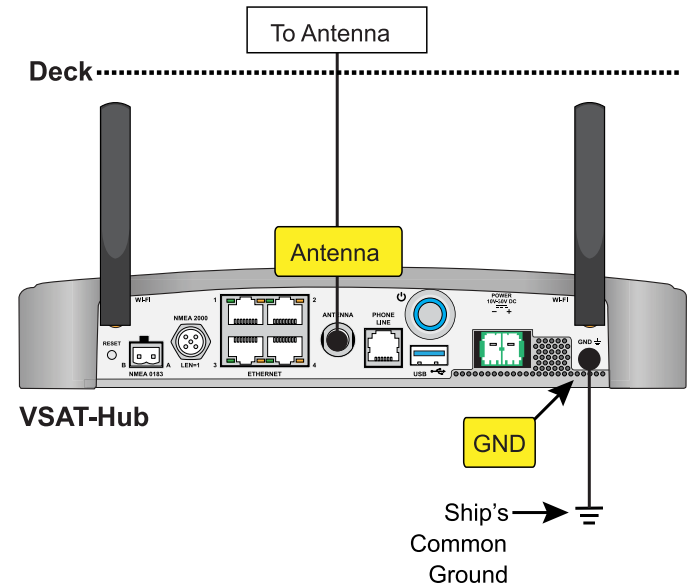 To Antenna
Deck
Antenna
WI-FI
NMEA 2000
1
2
ANTENNA
PHONE
LINE
POWER
10V-30V DC
- +
WI-FI
RESET
GND
B
A
NMEA 0183
LEN=1
3
ETHERNET
4
USB
VSAT-Hub
GND
Ship's
Common
Ground